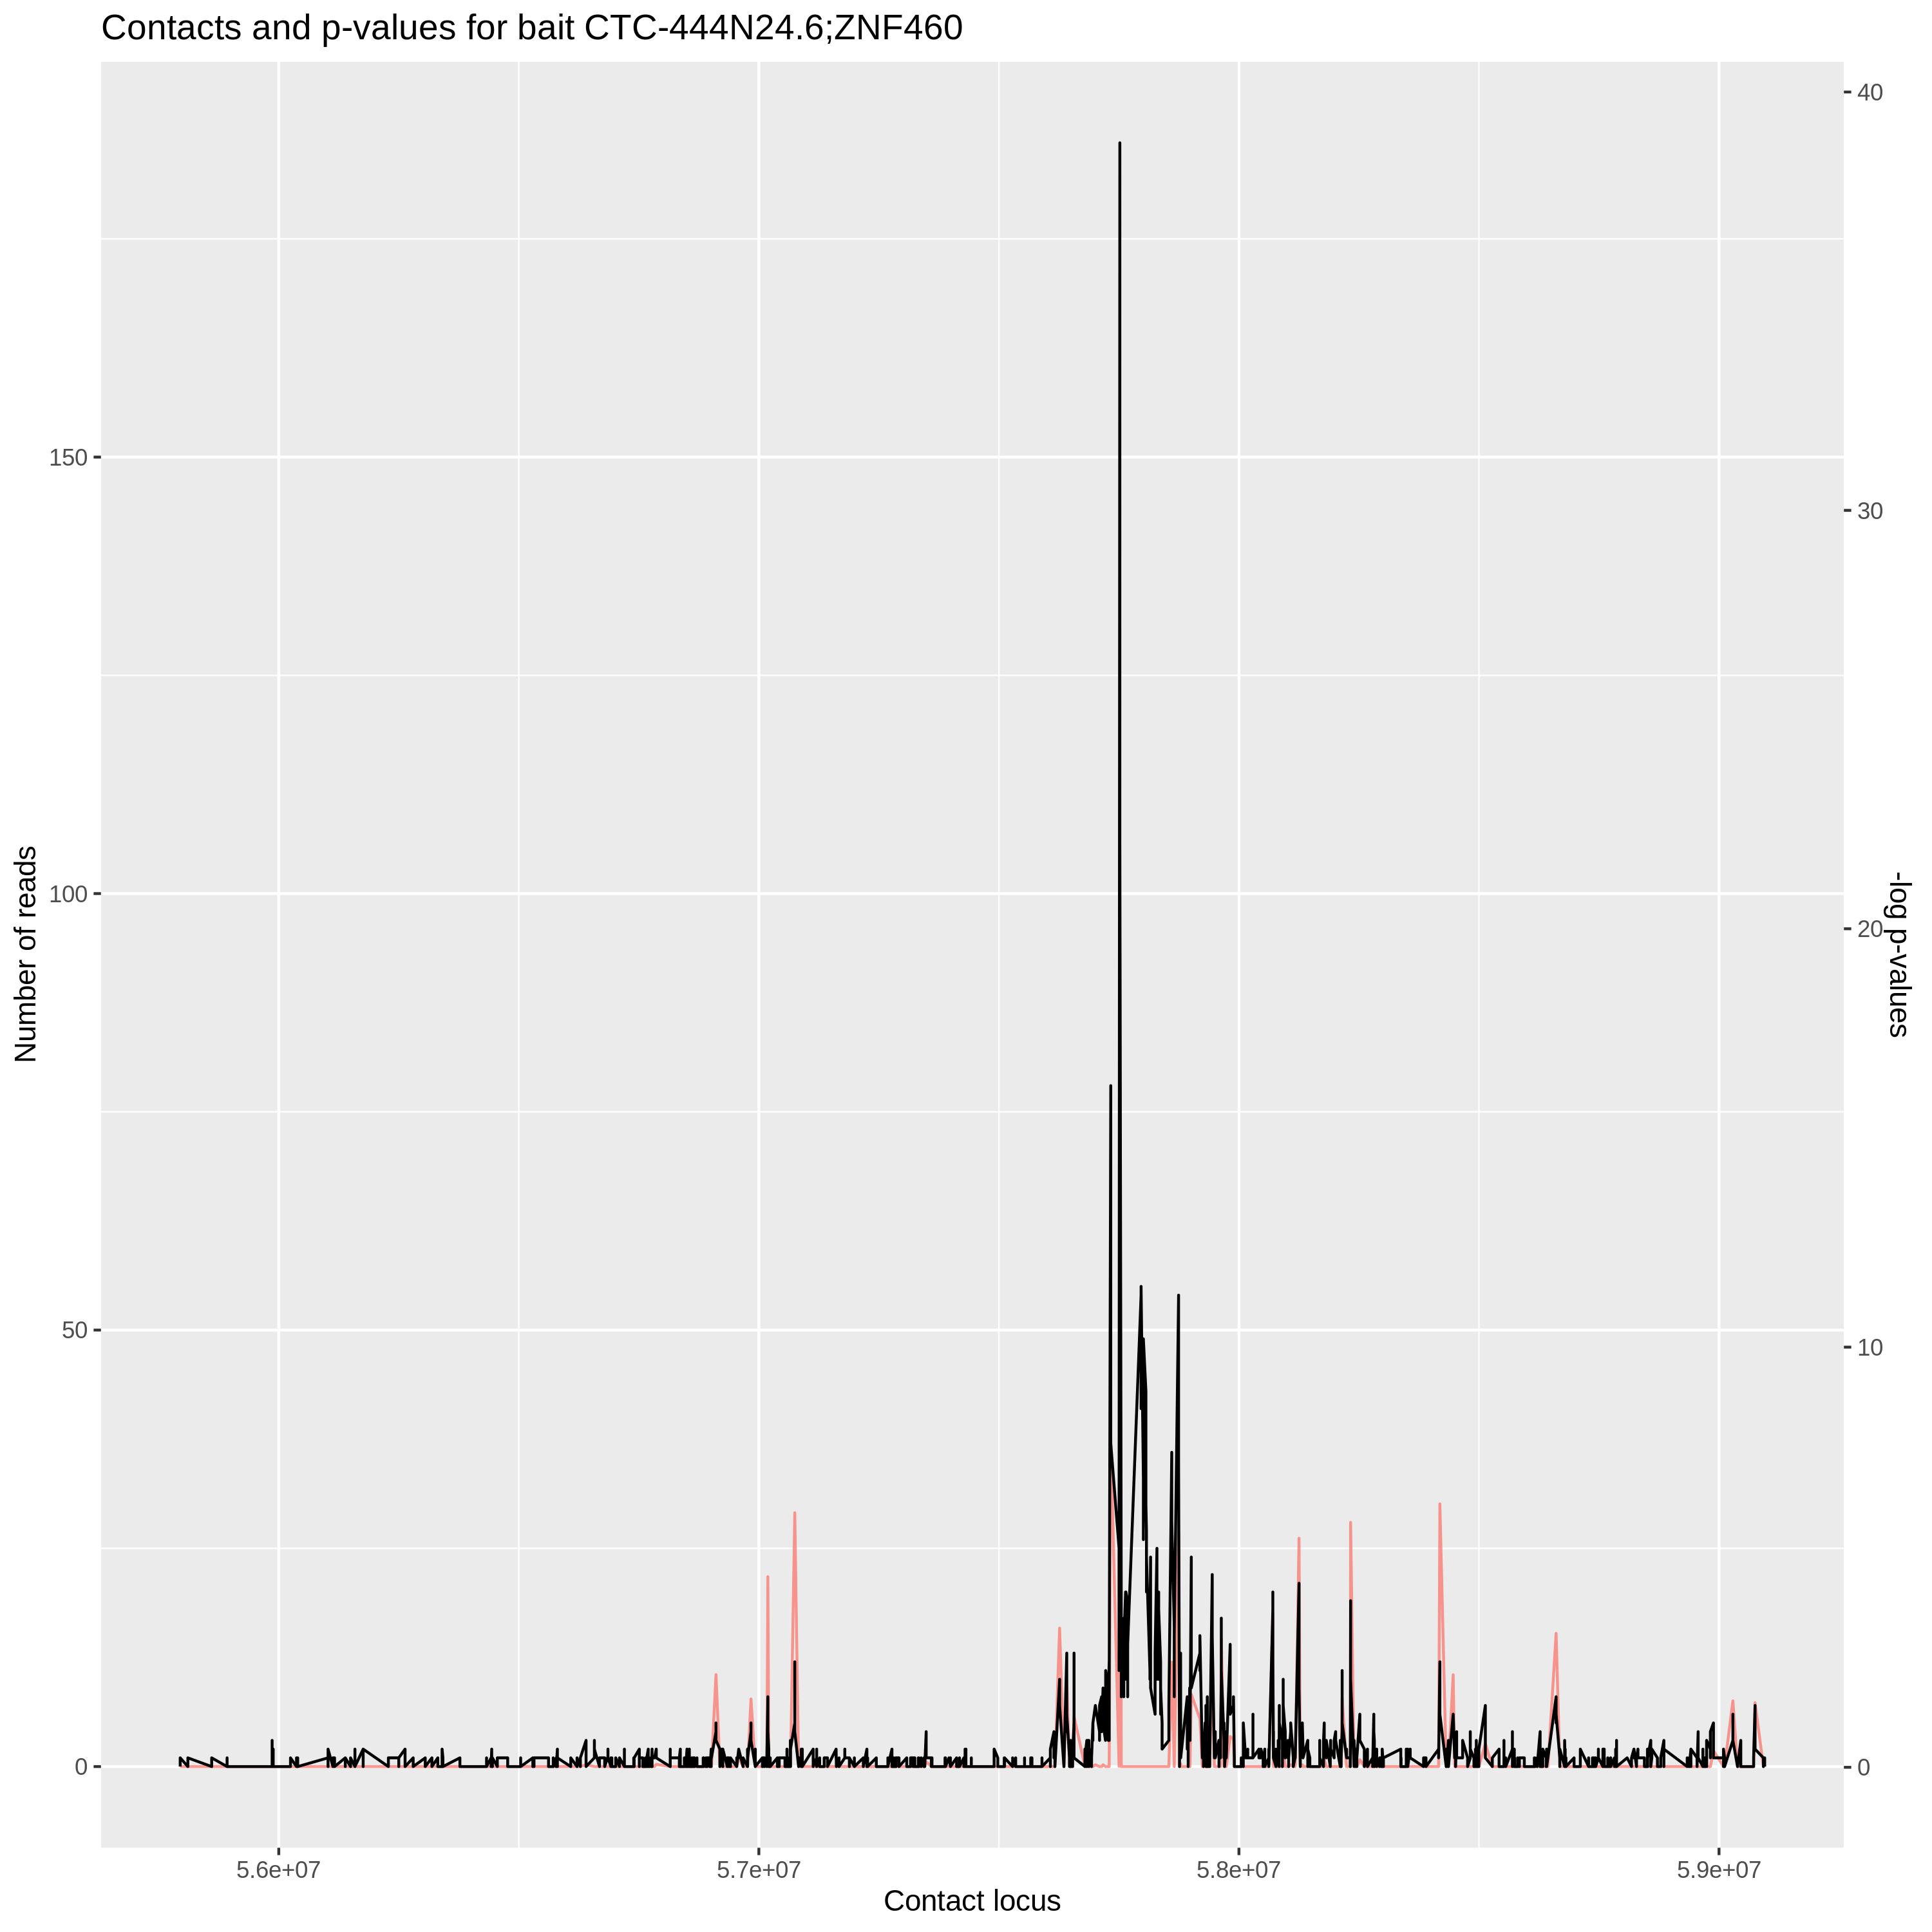 Contacts and p-values for bait CTC-444N24.6;ZNF460
Number of reads
150
100
50
0
40
30
20
10
0
-log p-values
5.6e+07
5.7e+07
5.8e+07
5.9e+07
Contact locus